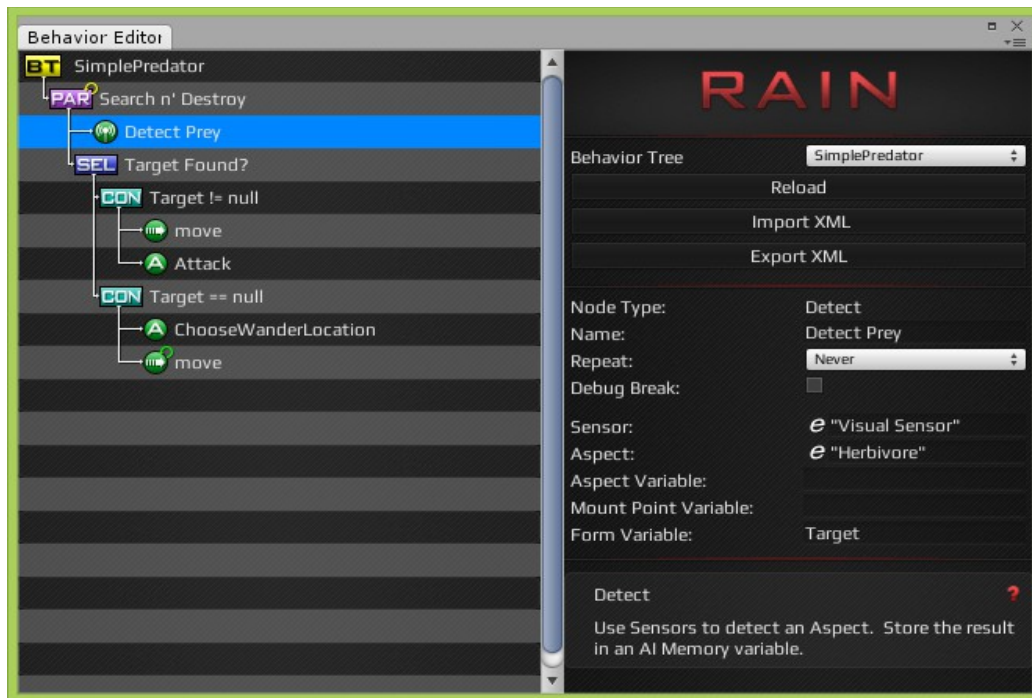 Behavior Editor
BT SimplePredator
PAR Search n' Destroy
Detect Prey
SEL Target Found?
CON Target != null
move
A Attack
CON Target == null
A ChooseWanderLocation
move
RAIN
Behavior Tree SimplePredator
Reload
Import XML
Export XML
Node Type: Detect
Name: Detect Prey
Repeat: Never
Debug Break:
Sensor: e "Visual Sensor"
Aspect: e "Herbivore"
Aspect Variable:
Mount Point Variable:
Form Variable: Target
Detect ?
Use Sensors to detect an Aspect. Store the result
in an AI Memory variable.